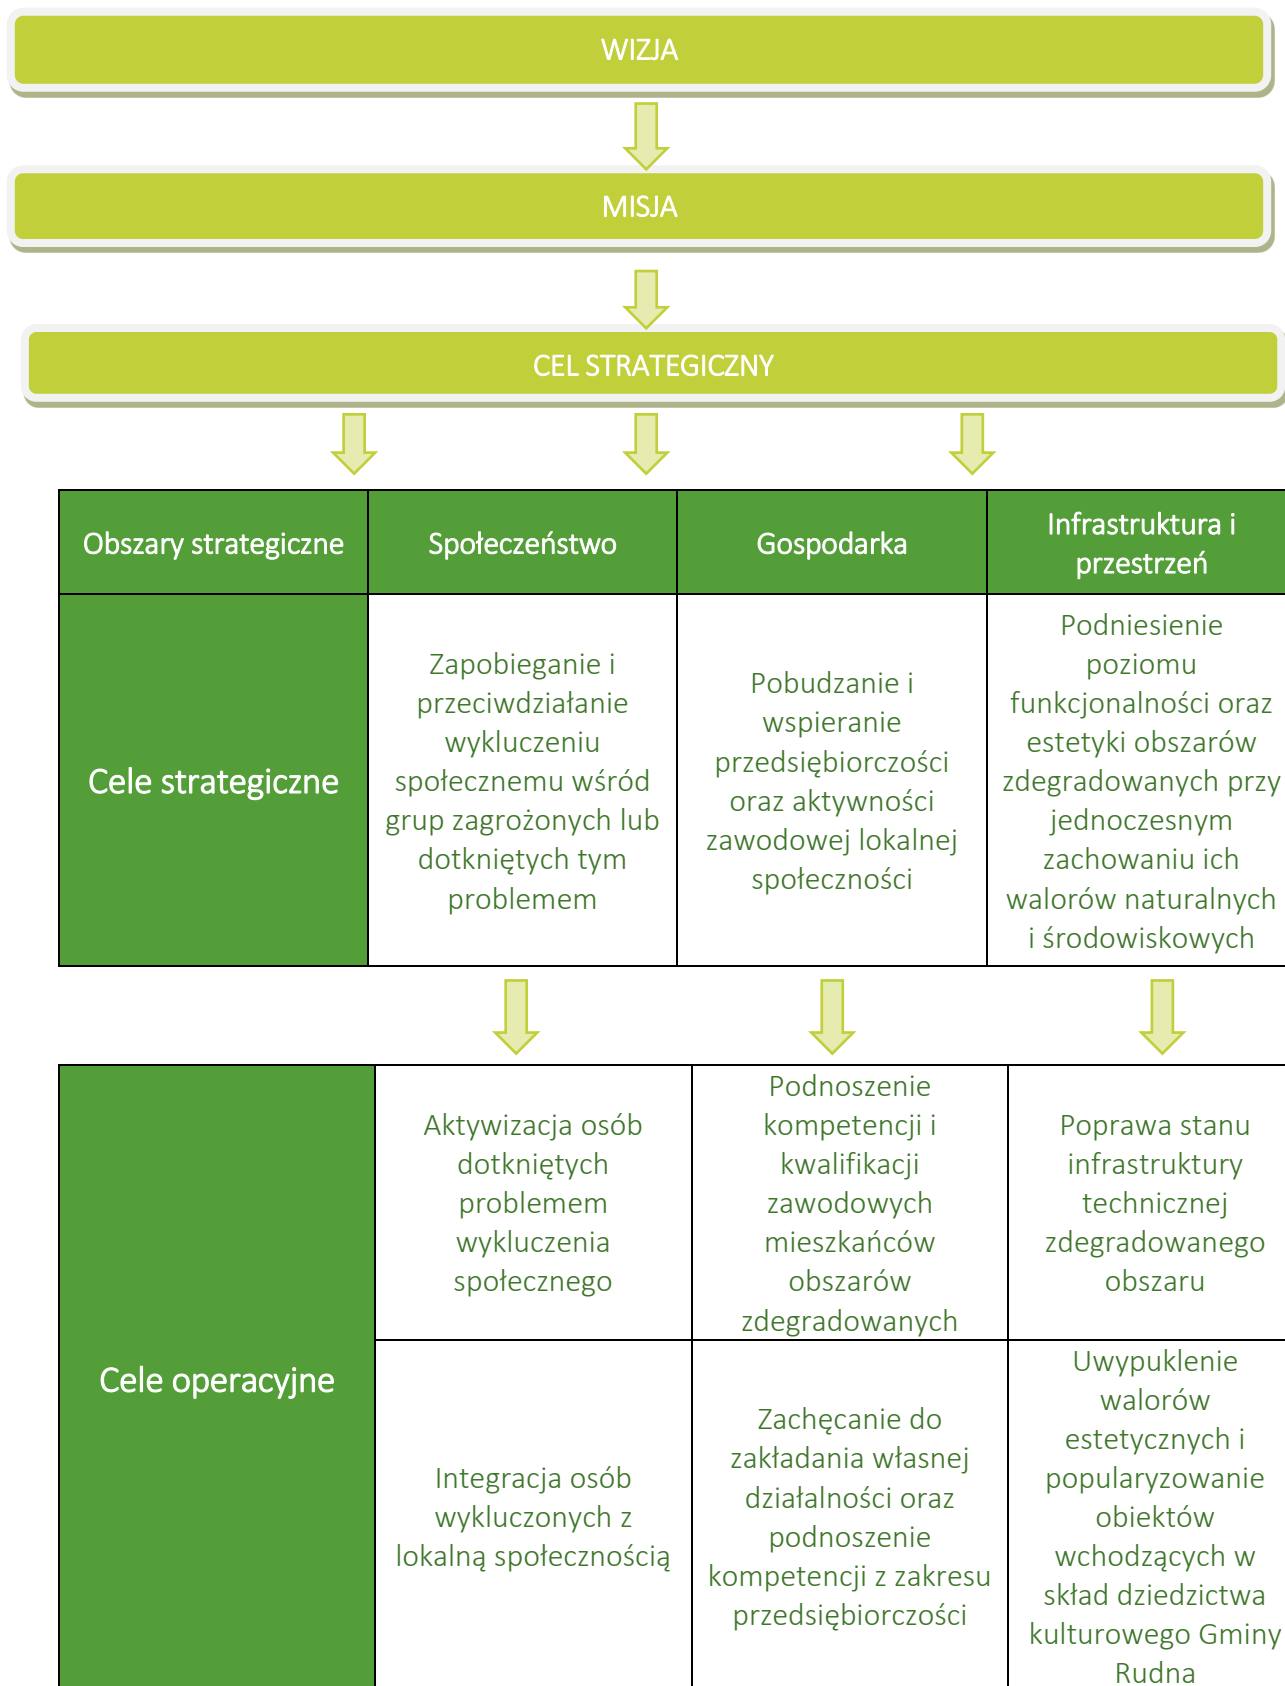 WIZJA
MISJA
CEL STRATEGICZNY
Obszary strategiczne
Społeczeństwo
Gospodarka
Infrastruktura i
przestrzeń
Cele strategiczne
Zapobieganie i
przeciwdziałanie
wykluczeniu
społecznemu wśród
grup zagrożonych lub
dotkniętych tym
problemem
Pobudzanie i
wspieranie
przedsiębiorczości
oraz aktywności
zawodowej lokalnej
społeczności
Podniesienie
poziomu
funkcjonalności oraz
estetyki obszarów
zdegradowanych przy
jednoczesnym
zachowaniu ich
walorów naturalnych
i środowiskowych
Cele operacyjne
Aktywizacja osób
dotkniętych
problemem
wykluczenia
społecznego
Podnoszenie
kompetencji i
kwalifikacji
zawodowych
mieszkańców
obszarów
zdegradowanych
Poprawa stanu
infrastruktury
technicznej
zdegradowanego
obszaru
Integracja osób
wykluczonych z
lokalną społecznością
Zachęcanie do
zakładania własnej
działalności oraz
podnoszenie
kompetencji z zakresu
przedsiębiorczości
Uwypuklenie
walorów
estetycznych i
popularyzowanie
obiektów
wchodzących w
skład dziedzictwa
kulturowego Gminy
Rudna